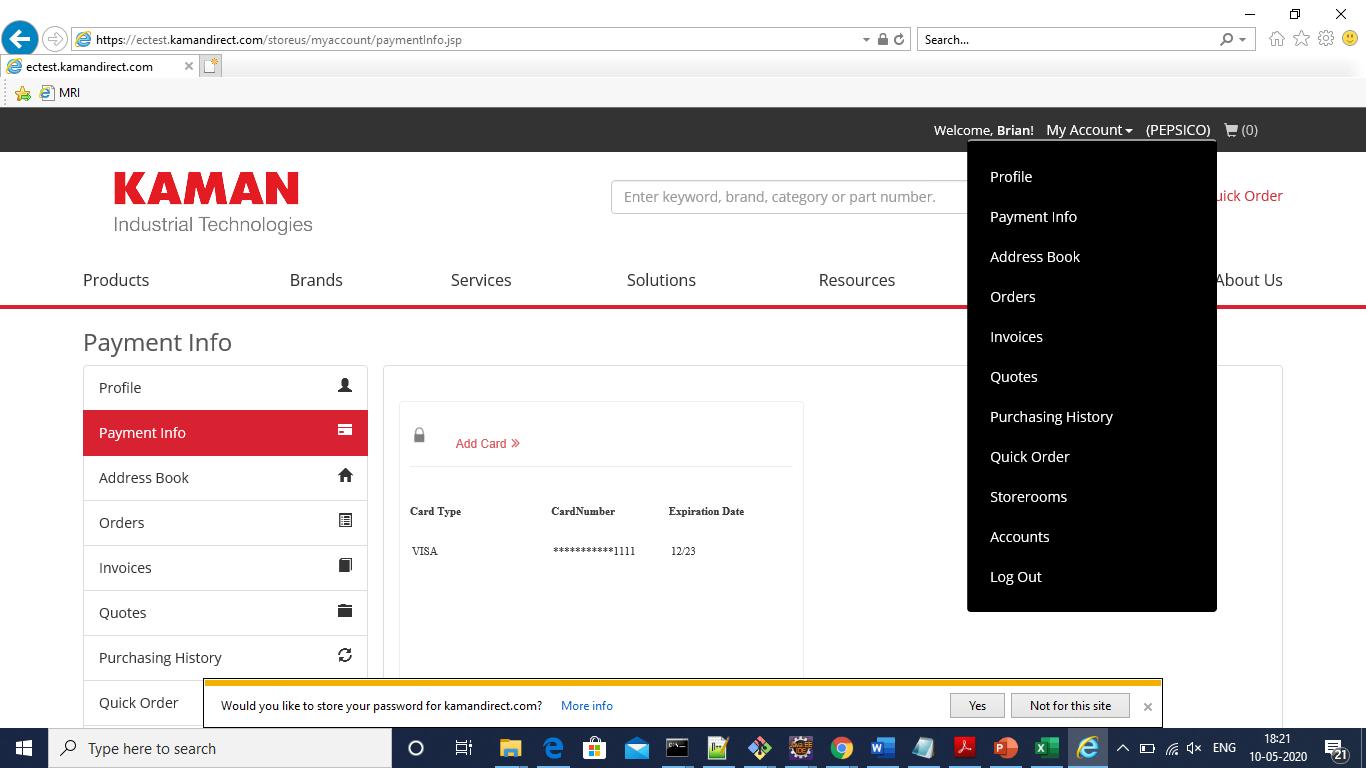 https://ectest.kamandirect.com/storeus/myaccount/paymentInfo.jsp
Search...
ectest.kamandirect.com
MRI
Welcome, Brian! My Account (PEPSICO) (0)
KAMAN
Industrial Technologies
Enter keyword, brand, category or part number.
uick Order
Products Brands Services Solutions Resources About Us
Profile
Payment Info
Address Book
Orders
Invoices
Quotes
Purchasing History
Quick Order
Storerooms
Accounts
Log Out
Payment Info
Profile
Payment Info
Address Book
Orders
Invoices
Quotes
Purchasing History
Quick Order
Add Card »
Card Type CardNumber Expiration Date
VISA ***********1111 12/23
Would you like to store your password for kamandirect.com? More info Yes Not for this site
Type here to search
ENG
18:21
10-05-2020
21